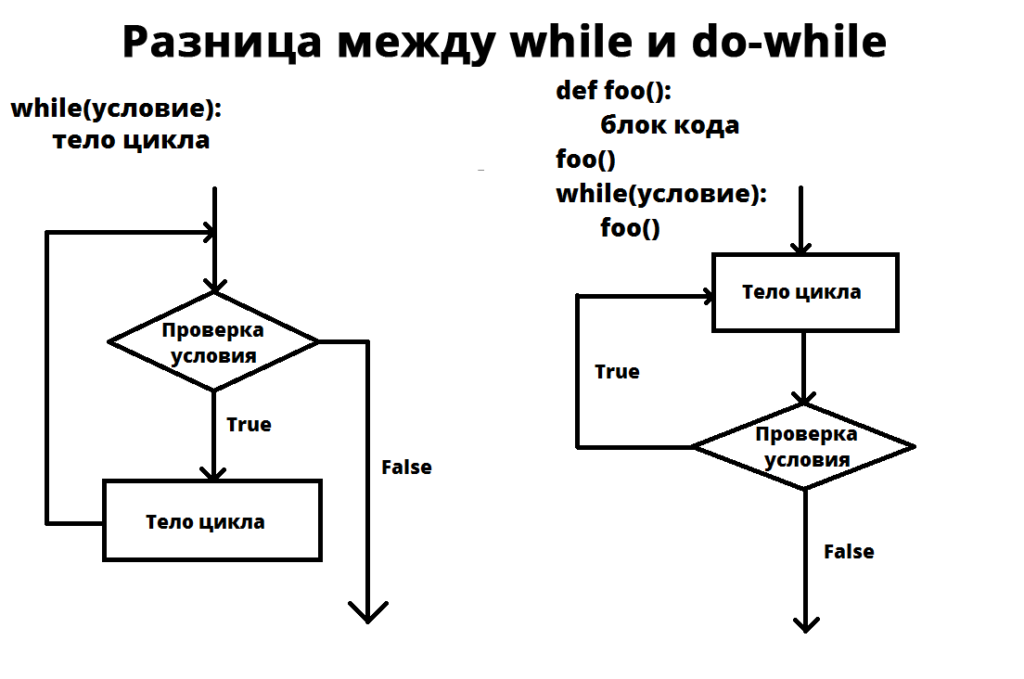 Разница между while и do-while
while(условие):
тело цикла
Проверка
условия
True
False
Тело цикла
def foo():
блок кода
foo()
while(условие):
foo()
Тело цикла
True
Проверка
условия
False